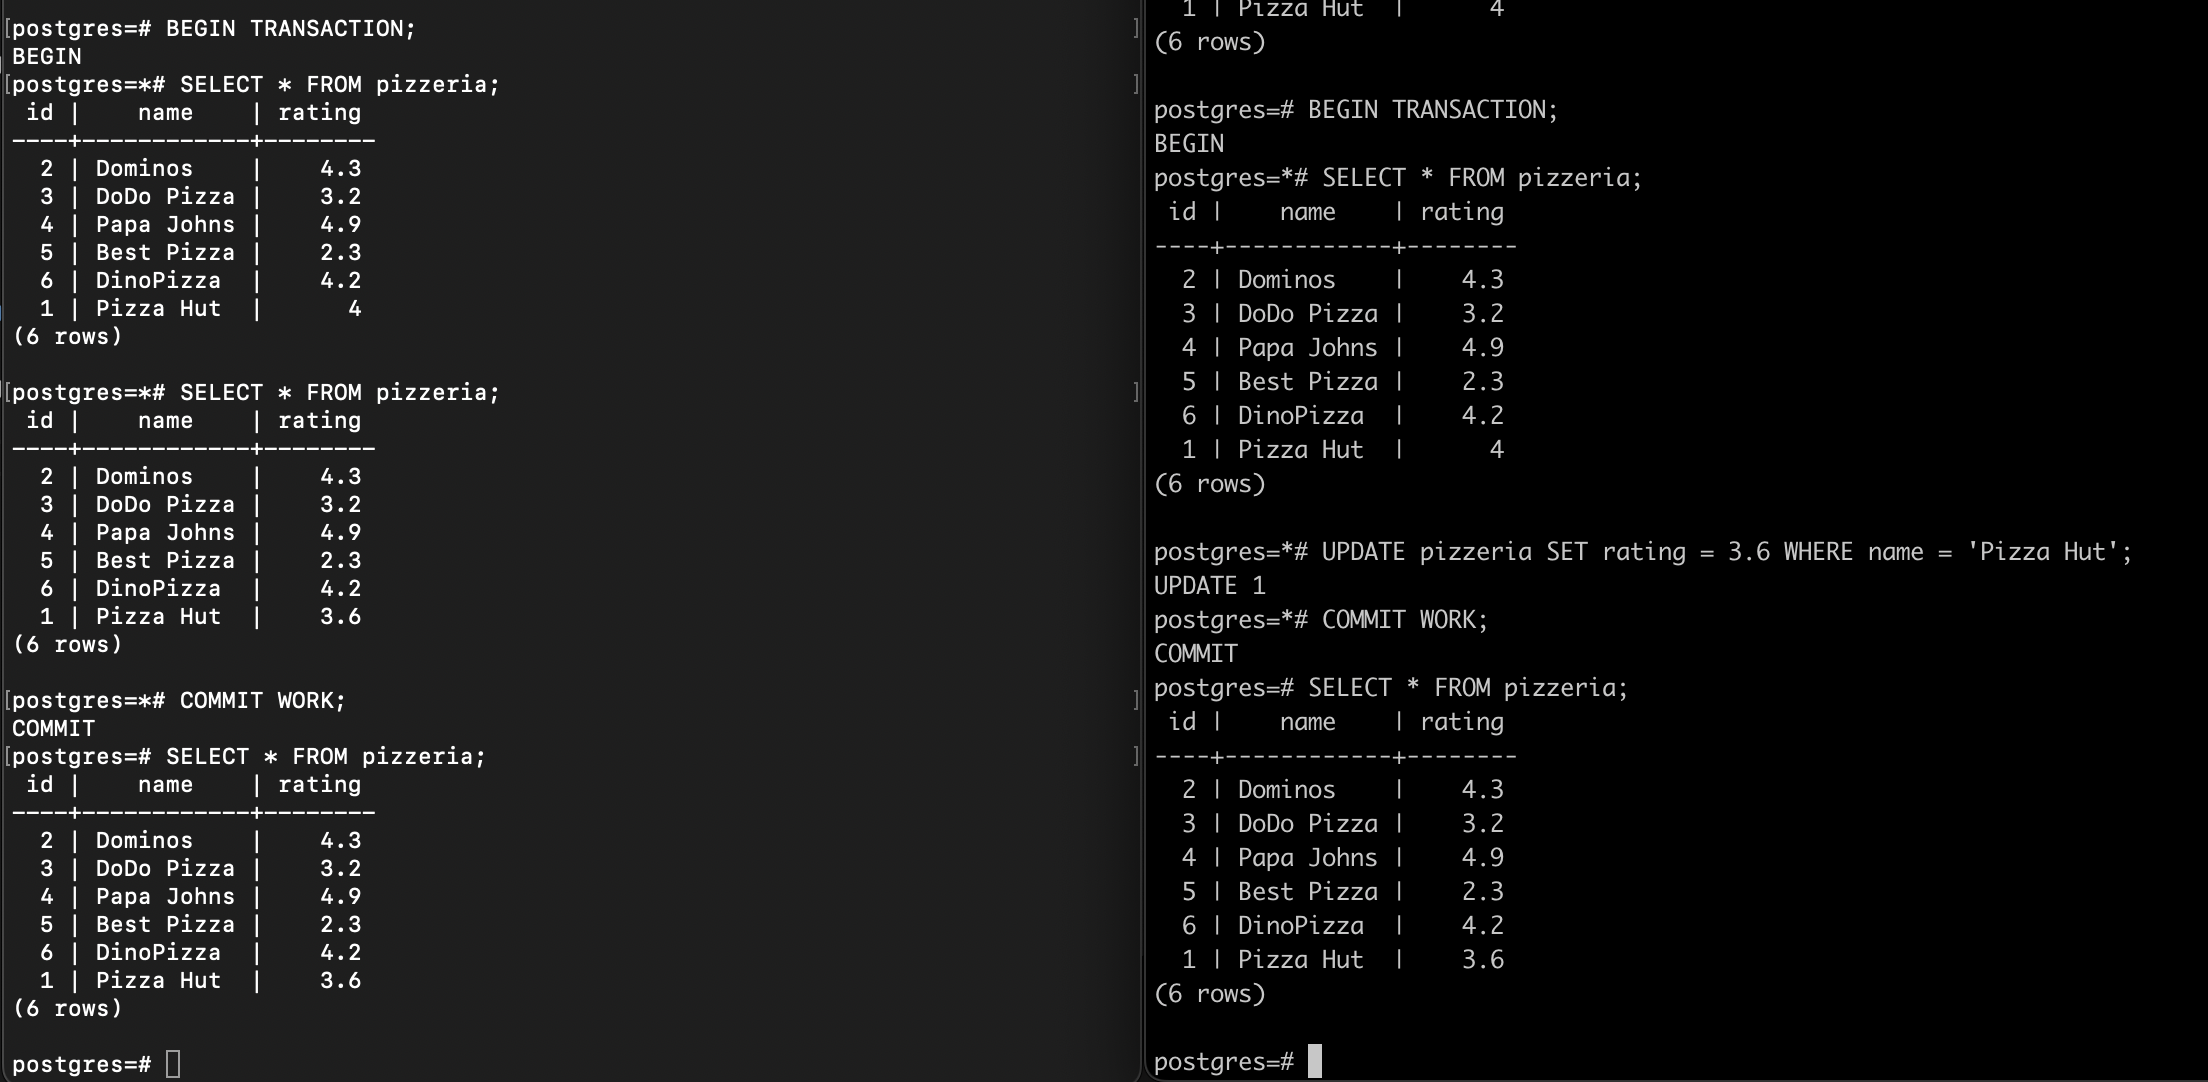 [postgres=# BEGIN TRANSACTION; ]
BEGIN
[postgres=*# SELECT * FROM pizzeria; ]
 id |    name    | rating
----+------------+--------
  2 | Dominos    |    4.3
  3 | DoDo Pizza |    3.2
  4 | Papa Johns |    4.9
  5 | Best Pizza |    2.3
  6 | DinoPizza  |    4.2
  1 | Pizza Hut  |      4
(6 rows)

[postgres=*# SELECT * FROM pizzeria; ]
 id |    name    | rating
----+------------+--------
  2 | Dominos    |    4.3
  3 | DoDo Pizza |    3.2
  4 | Papa Johns |    4.9
  5 | Best Pizza |    2.3
  6 | DinoPizza  |    4.2
  1 | Pizza Hut  |    3.6
(6 rows)

[postgres=*# COMMIT WORK; ]
COMMIT
[postgres=# SELECT * FROM pizzeria; ]
 id |    name    | rating
----+------------+--------
  2 | Dominos    |    4.3
  3 | DoDo Pizza |    3.2
  4 | Papa Johns |    4.9
  5 | Best Pizza |    2.3
  6 | DinoPizza  |    4.2
  1 | Pizza Hut  |    3.6
(6 rows)

postgres=#
  1 | Pizza Hut  |      4
(6 rows)

postgres=# BEGIN TRANSACTION;
BEGIN
postgres=*# SELECT * FROM pizzeria;
 id |    name    | rating
----+------------+--------
  2 | Dominos    |    4.3
  3 | DoDo Pizza |    3.2
  4 | Papa Johns |    4.9
  5 | Best Pizza |    2.3
  6 | DinoPizza  |    4.2
  1 | Pizza Hut  |      4
(6 rows)

postgres=*# UPDATE pizzeria SET rating = 3.6 WHERE name = 'Pizza Hut';
UPDATE 1
postgres=*# COMMIT WORK;
COMMIT
postgres=# SELECT * FROM pizzeria;
 id |    name    | rating
----+------------+--------
  2 | Dominos    |    4.3
  3 | DoDo Pizza |    3.2
  4 | Papa Johns |    4.9
  5 | Best Pizza |    2.3
  6 | DinoPizza  |    4.2
  1 | Pizza Hut  |    3.6
(6 rows)

postgres=#